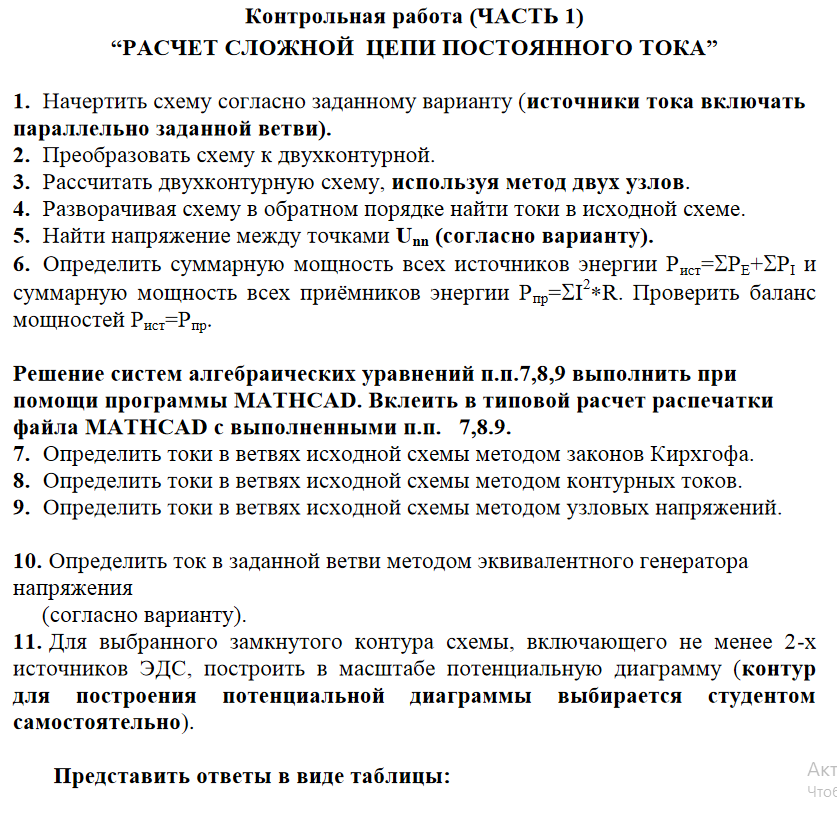 Контрольная работа (ЧАСТЬ 1)
“РАСЧЕТ СЛОЖНОЙ ЦЕПИ ПОСТОЯННОГО ТОКА”
1. Начертить схему согласно заданному варианту (источники тока включать
параллельно заданной ветви).
2. Преобразовать схему к двухконтурной.
3. Рассчитать двухконтурную схему, используя метод двух узлов.
4. Разворачивая схему в обратном порядке найти токи в исходной схеме.
5. Найти напряжение между точками Unn (согласно варианту).
6. Определить суммарную мощность всех источников энергии Pист=ΣPE+ΣPI и
суммарную мощность всех приёмников энергии Pпр=ΣI²*R. Проверить баланс
мощностей Pист=Pпр.
Решение систем алгебраических уравнений п.п.7,8,9 выполнить при
помощи программы MATHCAD. Вклеить в типовой расчет распечатки
файла MATHCAD с выполненными п.п. 7,8.9.
7. Определить токи в ветвях исходной схемы методом законов Кирхгофа.
8. Определить токи в ветвях исходной схемы методом контурных токов.
9. Определить токи в ветвях исходной схемы методом узловых напряжений.
10. Определить ток в заданной ветви методом эквивалентного генератора
напряжения
(согласно варианту).
11. Для выбранного замкнутого контура схемы, включающего не менее 2-х
источников ЭДС, построить в масштабе потенциальную диаграмму (контур
для построения потенциальной диаграммы выбирается студентом
самостоятельно).
Представить ответы в виде таблицы:
Акт
Чтоб